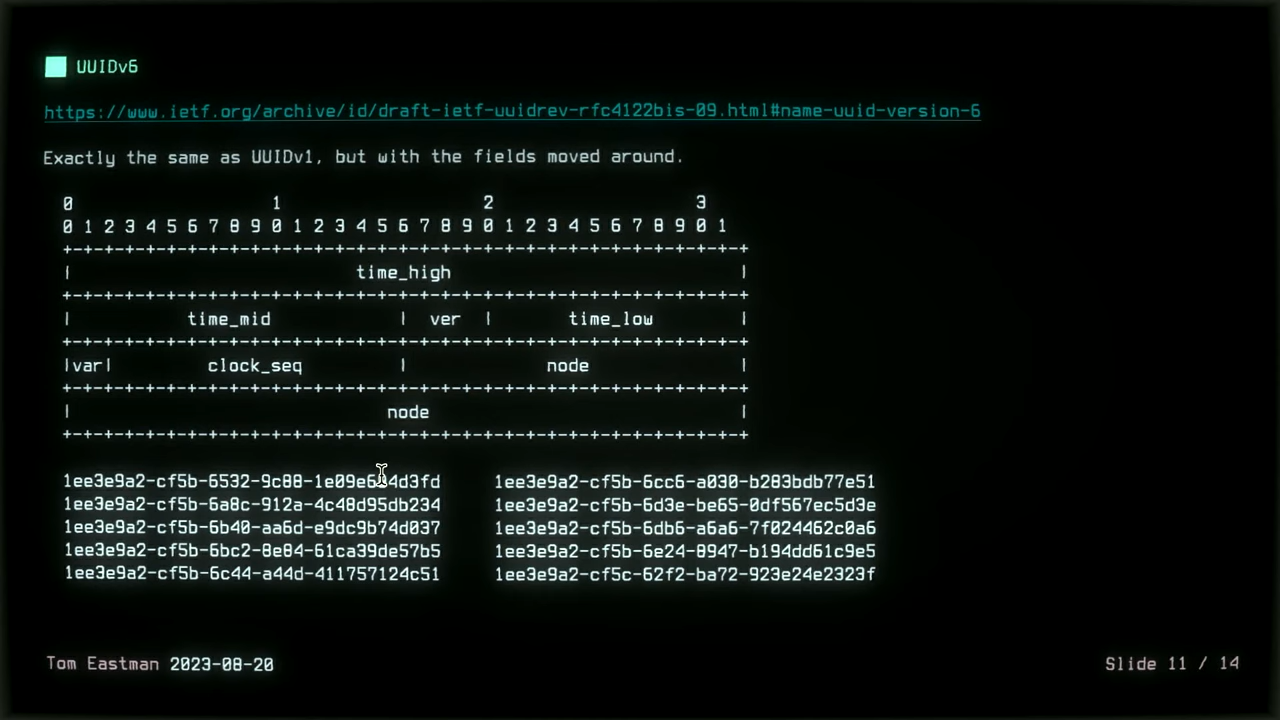 UUIDv6
https://www.ietf.org/archive/id/draft-ietf-uuidrev-rfc4122bis-09.html#name-uuid-version-6
Exactly the same as UUIDv1, but with the fields moved around.
0                   1                   2                   3
0 1 2 3 4 5 6 7 8 9 0 1 2 3 4 5 6 7 8 9 0 1 2 3 4 5 6 7 8 9 0 1
+-+-+-+-+-+-+-+-+-+-+-+-+-+-+-+-+-+-+-+-+-+-+-+-+-+-+-+-+-+-+-+-+
|                           time_high                           |
+-+-+-+-+-+-+-+-+-+-+-+-+-+-+-+-+-+-+-+-+-+-+-+-+-+-+-+-+-+-+-+-+
|           time_mid            |  ver  |       time_low        |
+-+-+-+-+-+-+-+-+-+-+-+-+-+-+-+-+-+-+-+-+-+-+-+-+-+-+-+-+-+-+-+-+
|var|         clock_seq         |             node              |
+-+-+-+-+-+-+-+-+-+-+-+-+-+-+-+-+-+-+-+-+-+-+-+-+-+-+-+-+-+-+-+-+
|                              node                             |
+-+-+-+-+-+-+-+-+-+-+-+-+-+-+-+-+-+-+-+-+-+-+-+-+-+-+-+-+-+-+-+-+
1ee3e9a2-cf5b-6cc6-a030-b283bdb77e51
1ee3e9a2-cf5b-6a8c-912a-4c48d95db234     1ee3e9a2-cf5b-6d3e-be65-0df567ec5d3e
1ee3e9a2-cf5b-6b40-aa6d-e9dc9b74d037     1ee3e9a2-cf5b-6db6-a6a6-7f024462c0a6
1ee3e9a2-cf5b-6bc2-8e84-61ca39de57b5     1ee3e9a2-cf5b-6e24-8947-b194dd61c9e5
1ee3e9a2-cf5b-6c44-a44d-411757124c51     1ee3e9a2-cf5c-62f2-ba72-923e24e2323f
Tom Eastman 2023-08-20     Slide 11 / 14